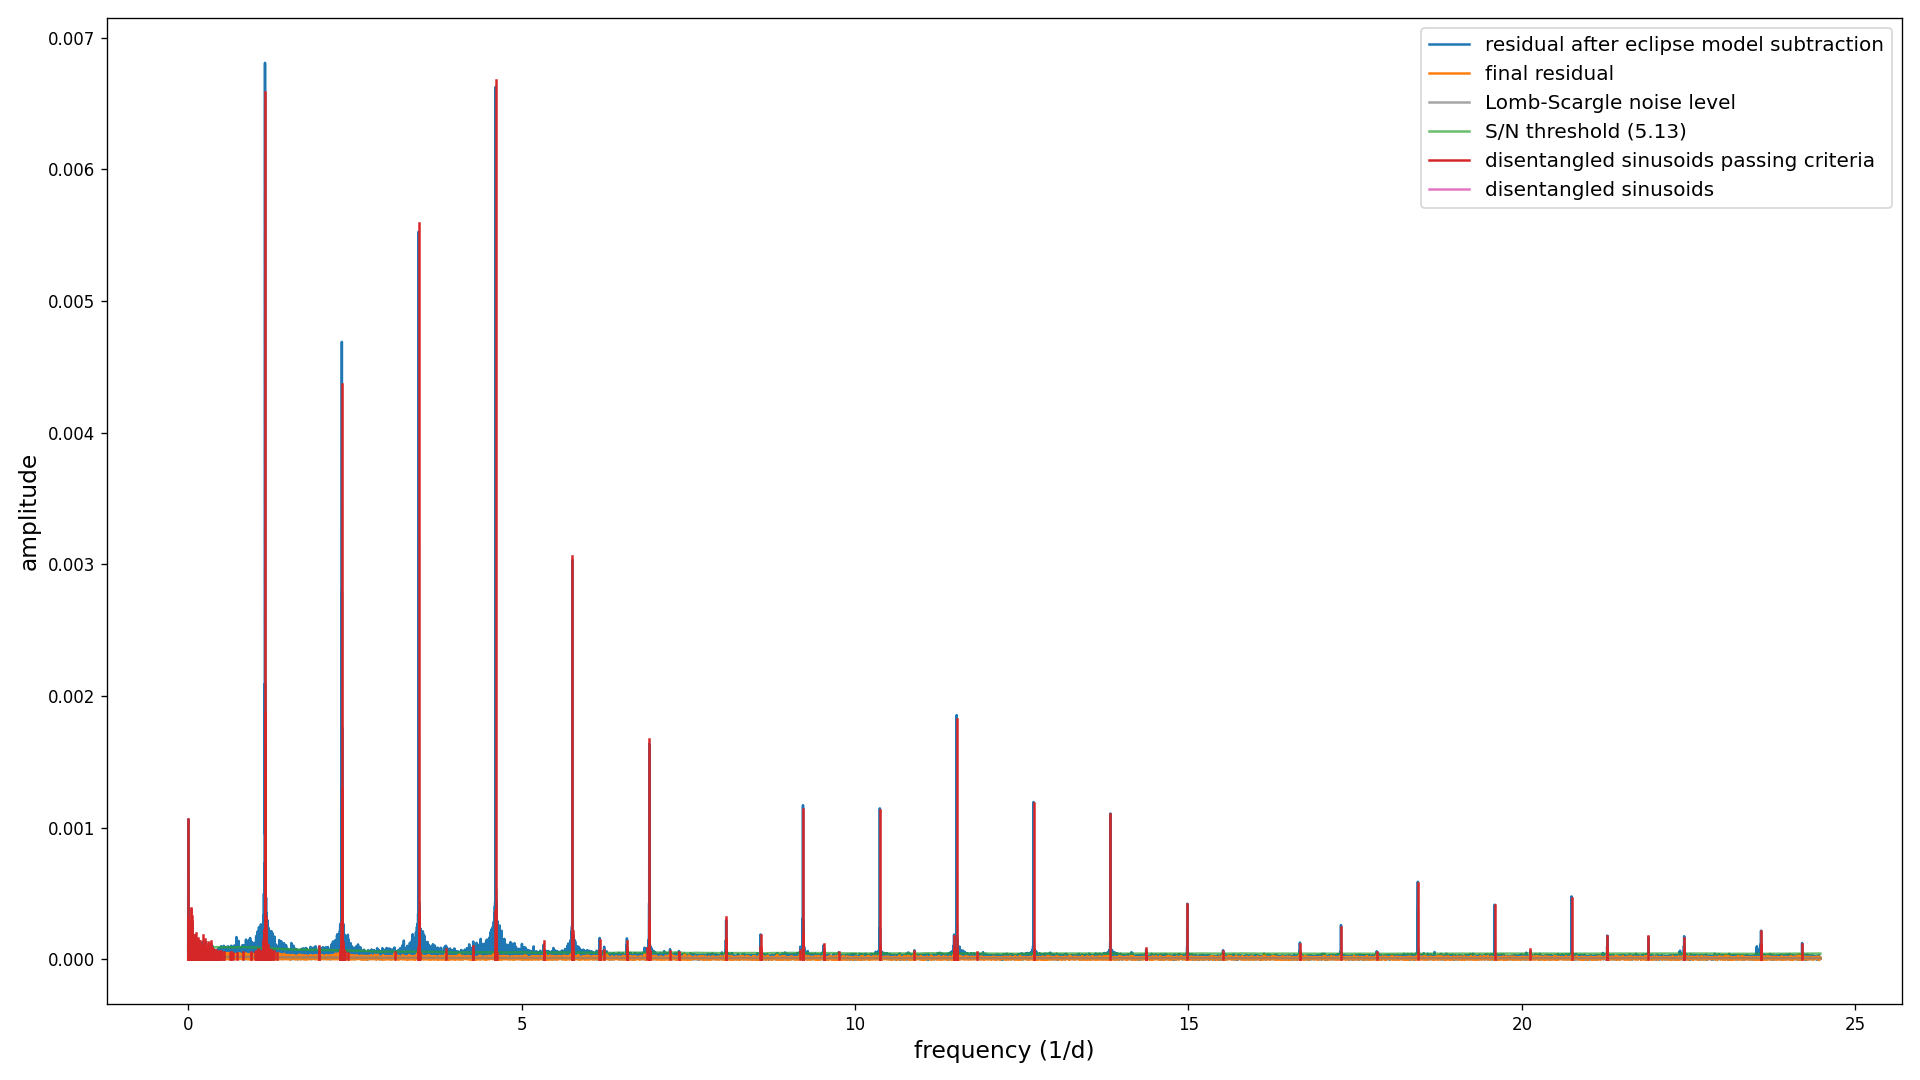 residual after eclipse model subtraction
final residual
Lomb-Scargle noise level
S/N threshold (5.13)
disentangled sinusoids passing criteria
disentangled sinusoids
0.007
0.006
0.005
0.004
0.003
0.002
0.001
0.000
amplitude
0 5 10 15 20 25
frequency (1/d)